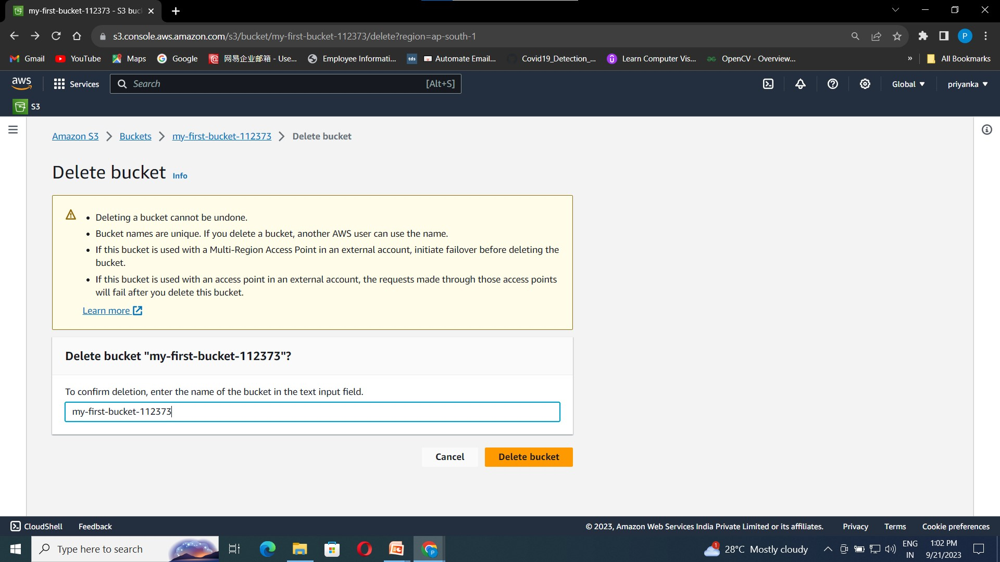 my-first-bucket-112373 - S3 buc
s3.console.aws.amazon.com/s3/bucket/my-first-bucket-112373/delete?region=ap-south-1
P
Gmail YouTube Maps Google 网易企业邮箱 - Use... Employee Informati... tds Automate Email... Covid19_Detection_... Learn Computer Vis... OpenCV - Overview... » All Bookmarks
aws Services Search [Alt+S] Global priyanka
S3
Amazon S3 Buckets my-first-bucket-112373 Delete bucket
Delete bucket Info
• Deleting a bucket cannot be undone.
• Bucket names are unique. If you delete a bucket, another AWS user can use the name.
• If this bucket is used with a Multi-Region Access Point in an external account, initiate failover before deleting the
bucket.
• If this bucket is used with an access point in an external account, the requests made through those access points
will fail after you delete this bucket.
Learn more
Delete bucket "my-first-bucket-112373"?
To confirm deletion, enter the name of the bucket in the text input field.
my-first-bucket-112373
Cancel Delete bucket
CloudShell Feedback © 2023, Amazon Web Services India Private Limited or its affiliates. Privacy Terms Cookie preferences
Type here to search P 1 28°C Mostly cloudy ENG IN 1:02 PM
9/21/2023